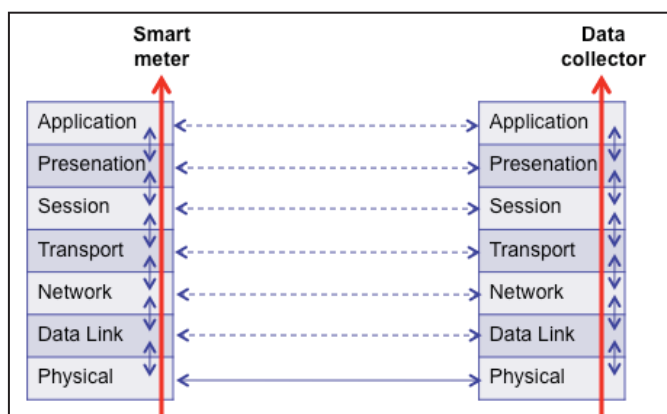 Smart
meter
Data
collector
Application
Application
Presenation
Presenation
Session
Session
Transport
Transport
Network
Network
Data Link
Data Link
Physical
Physical